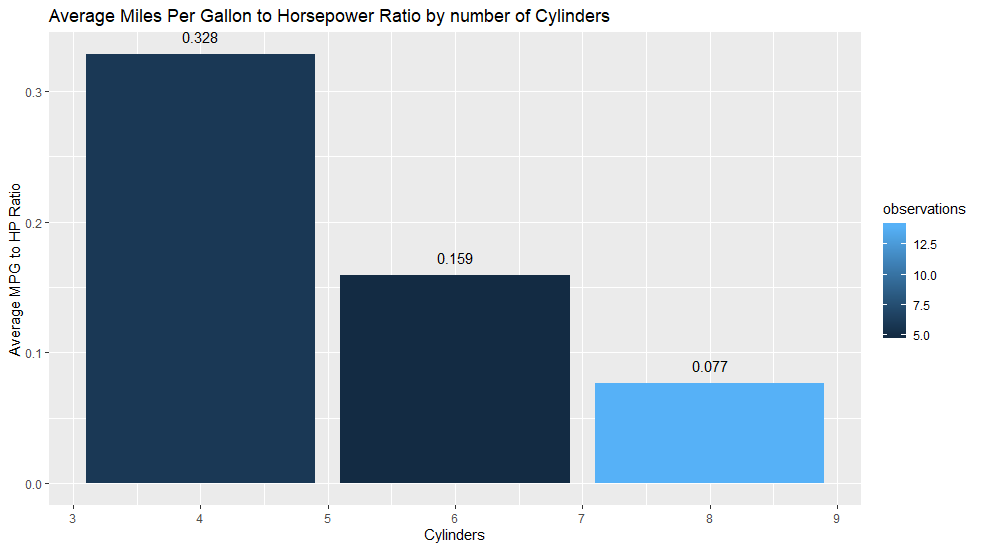 Average Miles Per Gallon to Horsepower Ratio by number of Cylinders
Average MPG to HP Ratio
0.3
0.2
0.1
0.0
0.328
0.159
0.077
3 4 5 6 7 8 9
Cylinders
observations
12.5
10.0
7.5
5.0